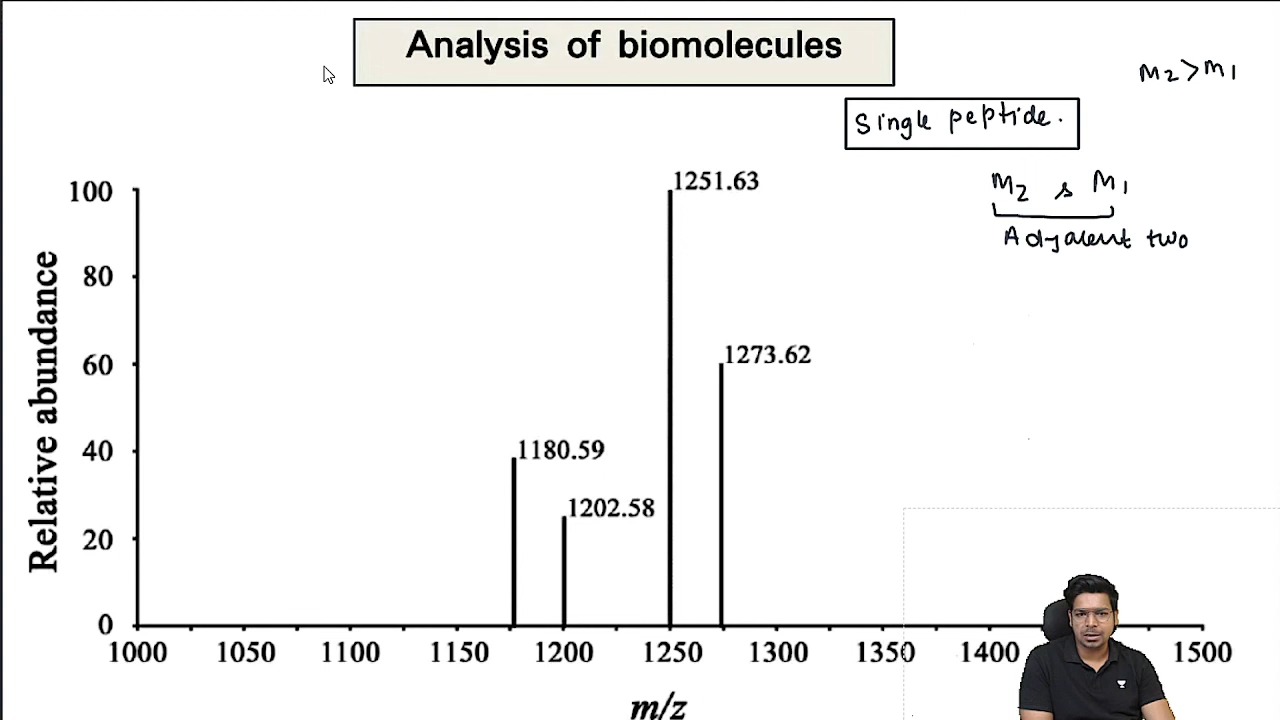 Analysis of biomolecules
m2>m1
Single peptide.
M2 & M1
Adjacent two
Relative abundance
100
80
60
40
20
0
1251.63
1273.62
1180.59
1202.58
1000 1050 1100 1150 1200 1250 1300 1350 1400 1500
m/z